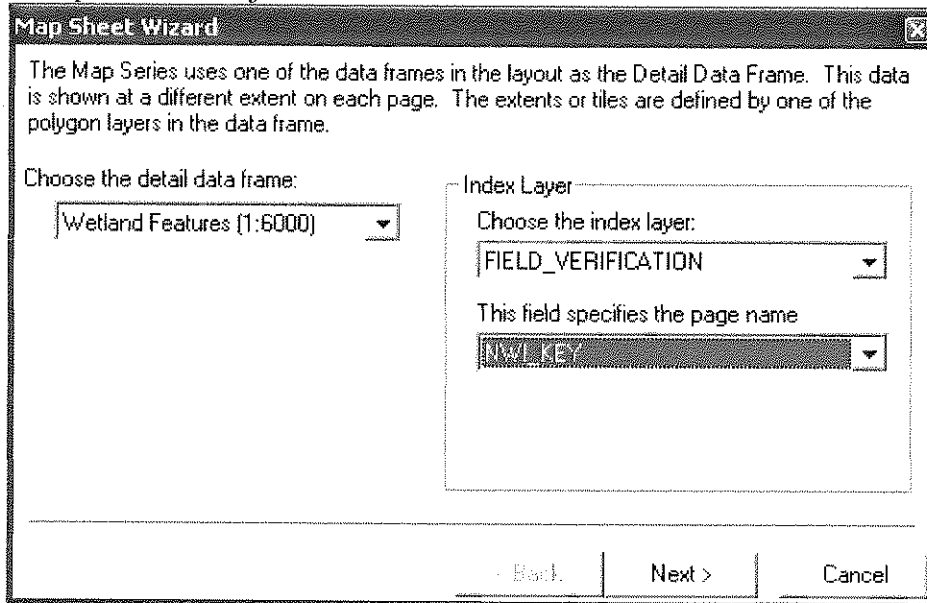 Map Sheet Wizard
The Map Series uses one of the data frames in the layout as the Detail Data Frame. This data
is shown at a different extent on each page. The extents or tiles are defined by one of the
polygon layers in the data frame.
Choose the detail data frame:
Wetland Features (1:6000)
Index Layer
Choose the index layer:
FIELD_VERIFICATION
This field specifies the page name
NWI_KEY
Back
Next >
Cancel